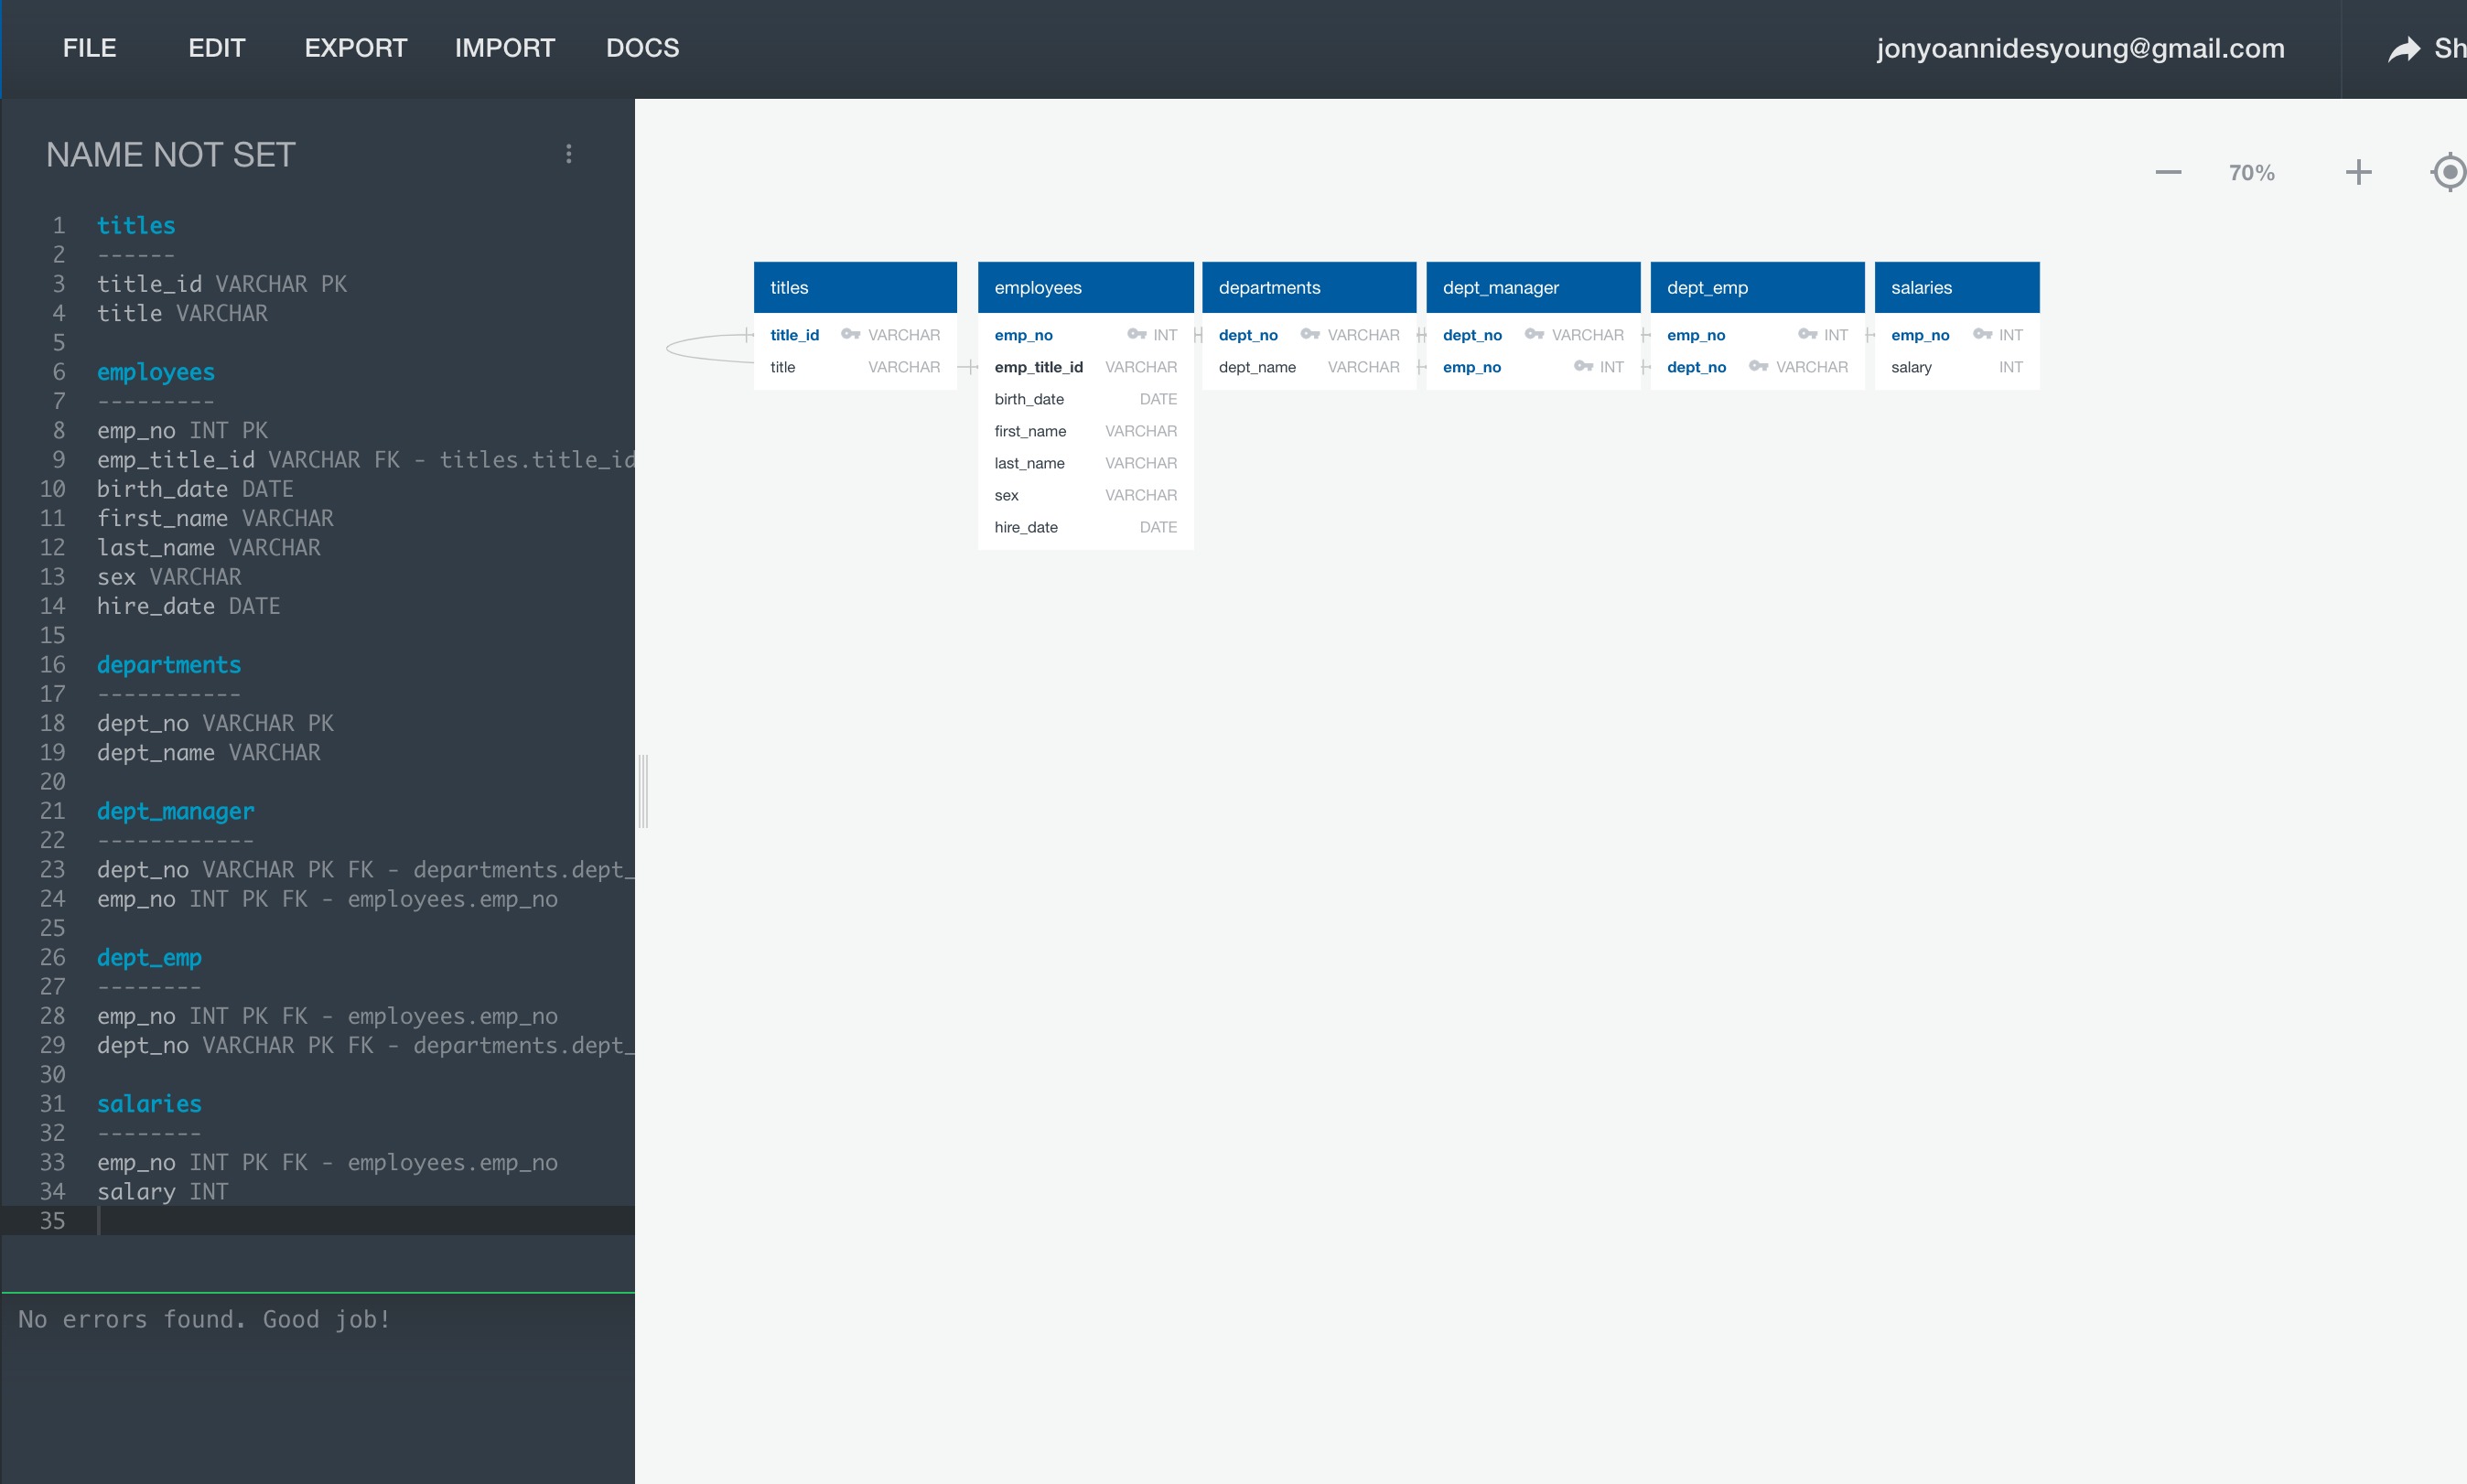 FILE EDIT EXPORT IMPORT DOCS jonyoannidesyoung@gmail.com Sh
NAME NOT SET
1 titles
2 ------
3 title_id VARCHAR PK
4 title VARCHAR
5
6 employees
7 ---------
8 emp_no INT PK
9 emp_title_id VARCHAR FK - titles.title_id
10 birth_date DATE
11 first_name VARCHAR
12 last_name VARCHAR
13 sex VARCHAR
14 hire_date DATE
15
16 departments
17 -----------
18 dept_no VARCHAR PK
19 dept_name VARCHAR
20
21 dept_manager
22 ------------
23 dept_no VARCHAR PK FK - departments.dept_
24 emp_no INT PK FK - employees.emp_no
25
26 dept_emp
27 --------
28 emp_no INT PK FK - employees.emp_no
29 dept_no VARCHAR PK FK - departments.dept_
30
31 salaries
32 --------
33 emp_no INT PK FK - employees.emp_no
34 salary INT
35
No errors found. Good job!
70%
titles
title_id VARCHAR
title VARCHAR
employees
emp_no INT
emp_title_id VARCHAR
birth_date DATE
first_name VARCHAR
last_name VARCHAR
sex VARCHAR
hire_date DATE
departments
dept_no VARCHAR
dept_name VARCHAR
dept_manager
dept_no VARCHAR
emp_no INT
dept_emp
emp_no INT
dept_no VARCHAR
salaries
emp_no INT
salary INT